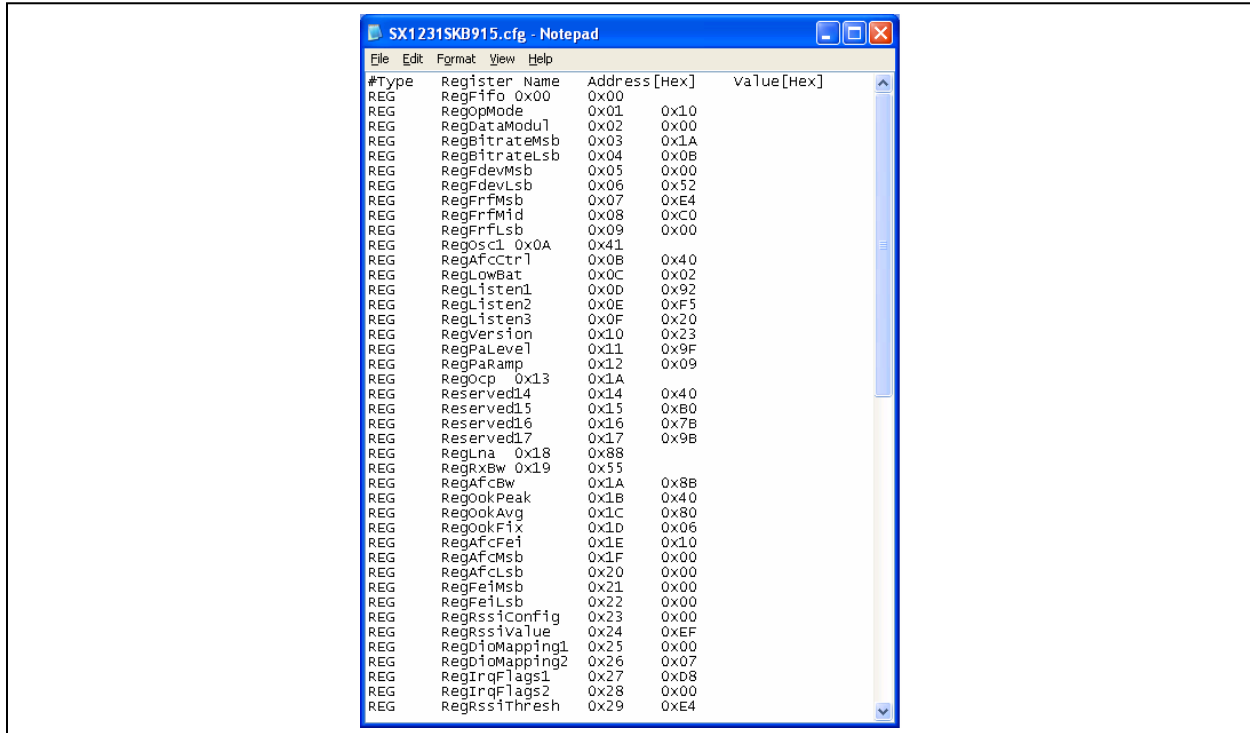 SX1231SKB915.cfg - Notepad
File Edit Format View Help
#Type Register Name Address[Hex] Value[Hex]
REG RegFifo 0x00 0x00
REG RegOpMode 0x01 0x10
REG RegDataModul 0x02 0x00
REG RegBitrateMsb 0x03 0x1A
REG RegBitrateLsb 0x04 0x0B
REG RegFdevMsb 0x05 0x00
REG RegFdevLsb 0x06 0x52
REG RegFrfMsb 0x07 0xE4
REG RegFrfMid 0x08 0xC0
REG RegFrfLsb 0x09 0x00
REG RegOsc1 0x0A 0x41
REG RegAfcCtrl 0x0B 0x40
REG RegLowBat 0x0C 0x02
REG RegListen1 0x0D 0x92
REG RegListen2 0x0E 0xF5
REG RegListen3 0x0F 0x20
REG RegVersion 0x10 0x23
REG RegPaLevel 0x11 0x9F
REG RegPaRamp 0x12 0x09
REG RegOcp 0x13 0x1A
REG Reserved14 0x14 0x40
REG Reserved15 0x15 0xB0
REG Reserved16 0x16 0x7B
REG Reserved17 0x17 0x9B
REG RegLna 0x18 0x88
REG RegRxBw 0x19 0x55
REG RegAfcBw 0x1A 0x8B
REG RegOokPeak 0x1B 0x40
REG RegOokAvg 0x1C 0x80
REG RegOokFix 0x1D 0x06
REG RegAfcFei 0x1E 0x10
REG RegAfcMsb 0x1F 0x00
REG RegAfcLsb 0x20 0x00
REG RegFeiMsb 0x21 0x00
REG RegFeiLsb 0x22 0x00
REG RegRssiConfig 0x23 0x00
REG RegRssiValue 0x24 0xEF
REG RegDioMapping1 0x25 0x00
REG RegDioMapping2 0x26 0x07
REG RegIrqFlags1 0x27 0xD8
REG RegIrqFlags2 0x28 0x00
REG RegRssiThresh 0x29 0xE4